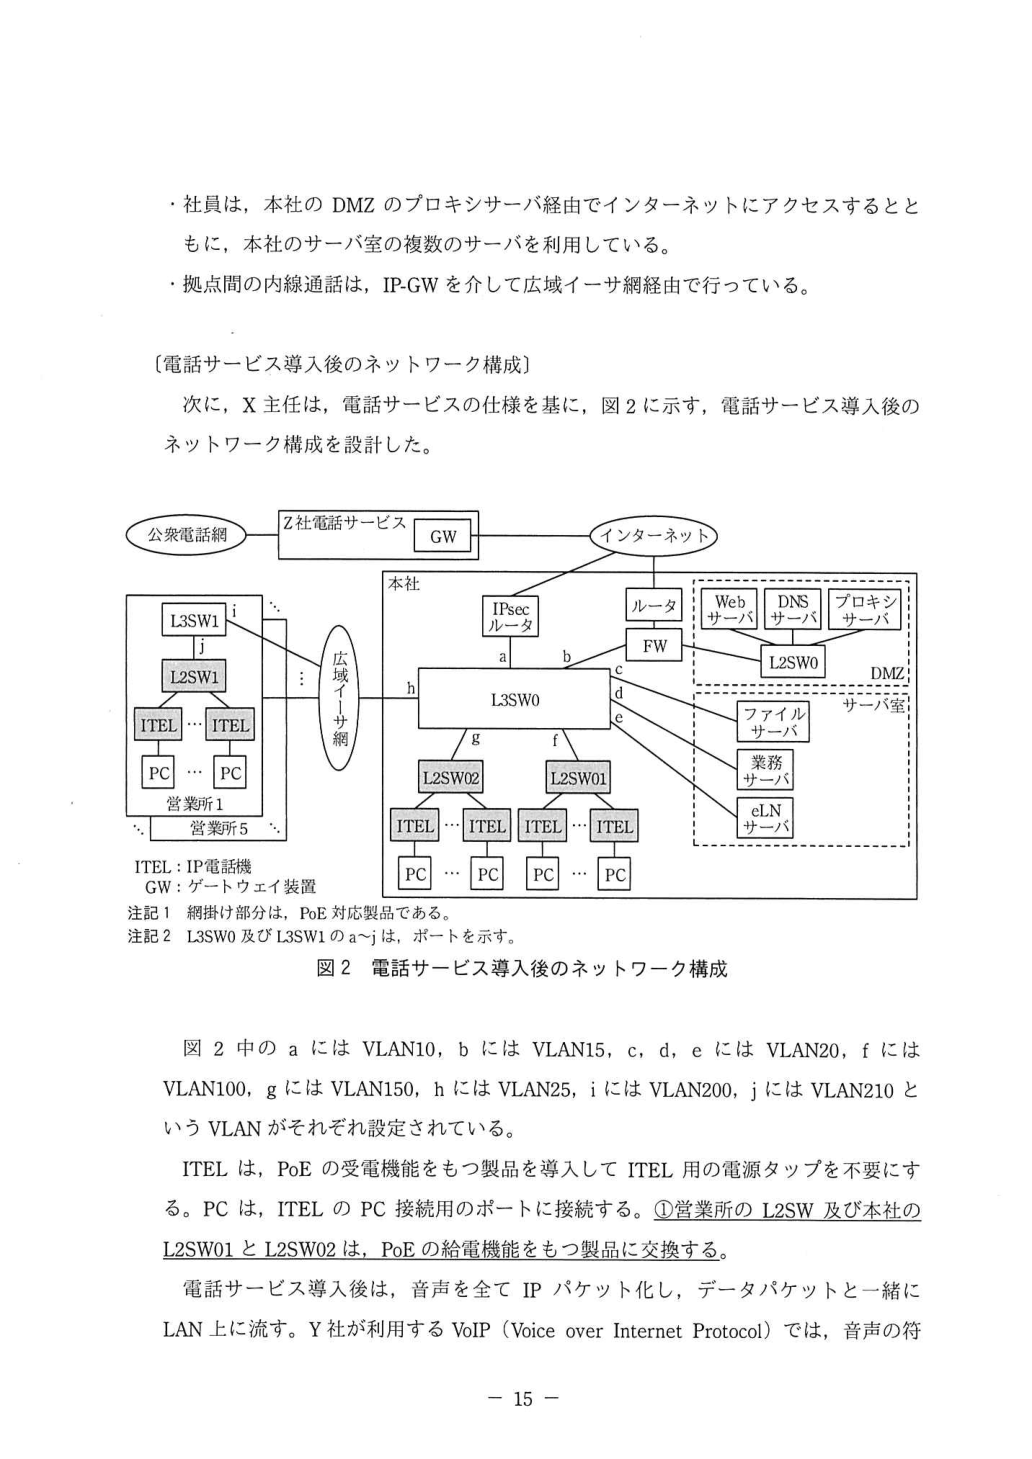 ・社員は，本社の DMZ のプロキシサーバ経由でインターネットにアクセスするとと
もに，本社のサーバ室の複数のサーバを利用している。
・拠点間の内線通話は，IP-GW を介して広域イーサ網経由で行っている。
〔電話サービス導入後のネットワーク構成〕
次に，X 主任は，電話サービスの仕様を基に，図 2 に示す，電話サービス導入後の
ネットワーク構成を設計した。
公衆電話網
Z社電話サービス
GW
インターネット
本社
IPsec
ルータ
ルータ
FW
Web
サーバ
DNS
サーバ
プロキシ
サーバ
L2SW0
DMZ
L3SW1
i
j
L2SW1
ITEL
…
ITEL
PC
…
PC
営業所1
営業所5
広域イーサ網
a
b
c
d
e
f
g
h
L3SW0
サーバ室
ファイル
サーバ
業務
サーバ
eLN
サーバ
L2SW02
L2SW01
ITEL … ITEL ITEL … ITEL
PC … PC PC … PC
ITEL：IP電話機
GW：ゲートウェイ装置
注記 1　網掛け部分は，PoE 対応製品である。
注記 2　L3SW0 及び L3SW1 の a〜j は，ポートを示す。
図 2　電話サービス導入後のネットワーク構成
図 2 中の a には VLAN10，b には VLAN15，c，d，e には VLAN20，f には
VLAN100，g には VLAN150，h には VLAN25，i には VLAN200，j には VLAN210 と
いう VLAN がそれぞれ設定されている。
ITEL は，PoE の受電機能をもつ製品を導入して ITEL 用の電源タップを不要にす
る。PC は，ITEL の PC 接続用のポートに接続する。①営業所の L2SW 及び本社の
L2SW01 と L2SW02 は，PoE の給電機能をもつ製品に交換する。
電話サービス導入後は，音声を全て IP パケット化し，データパケットと一緒に
LAN 上に流す。Y 社が利用する VoIP（Voice over Internet Protocol）では，音声の符
－ 15 －